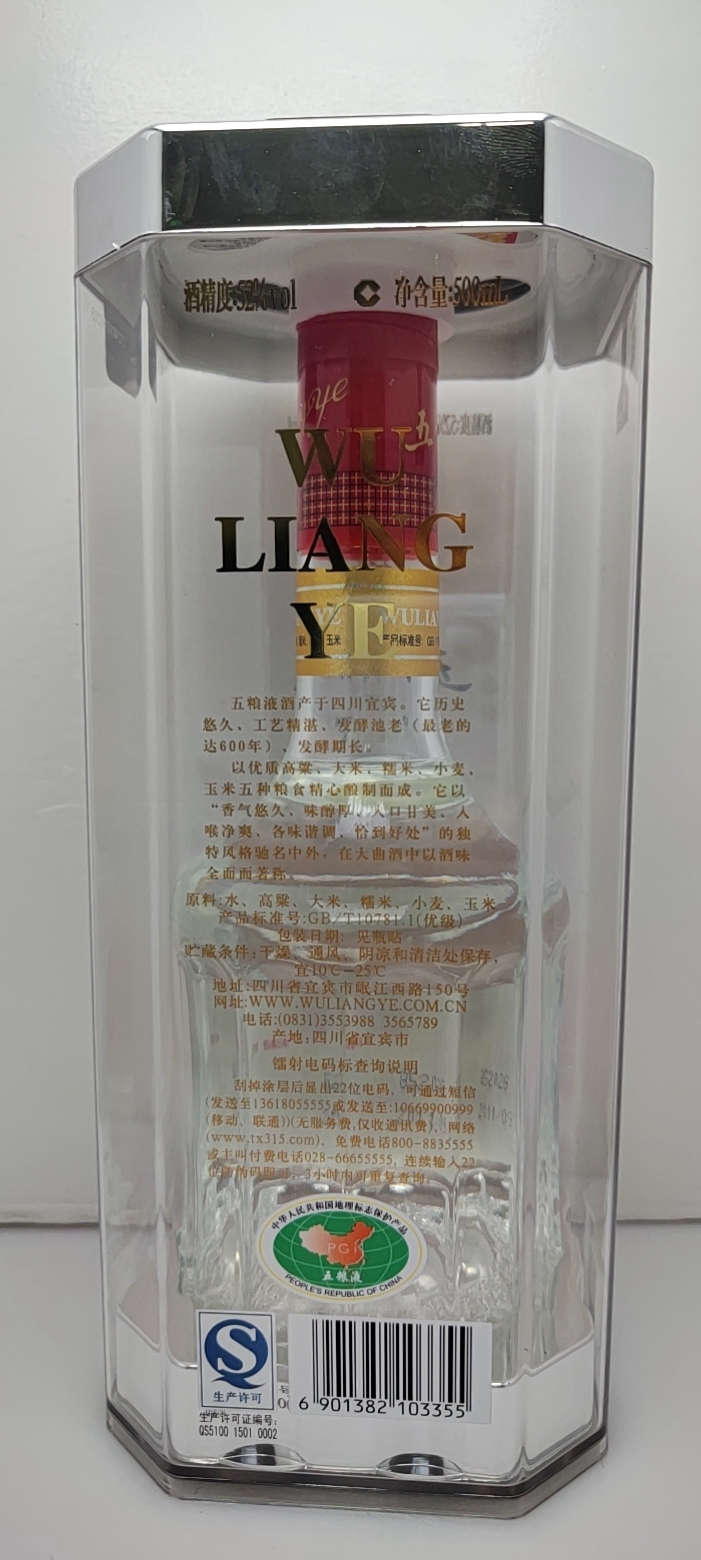 酒精度:52%vol 净含量:500mL
ye
五
WU
LIANG
YE
WULIA
玉米 产品标准号: GB/
五粮液酒产于四川宜宾。它历史
悠久、工艺精湛、发酵池老(最老的
达600年)、发酵期长。
以优质高粱、大米、糯米、小麦、
玉米五种粮食精心酿制而成。它以
“香气悠久、味醇厚、入口甘美、入
喉净爽、各味谐调、恰到好处”的独
特风格驰名中外,在大曲酒中以酒味
全面而著称。
原料:水、高粱、大米、糯米、小麦、玉米
产品标准号:GB/T10781.1(优级)
包装日期:见瓶贴
贮藏条件:干燥、通风、阴凉和清洁处保存,
宜10℃—25℃
地址:四川省宜宾市岷江西路150号
网址:WWW.WULIANGYE.COM.CN
电话:(0831)3553988 3565789
产地:四川省宜宾市
镭射电码标查询说明
刮掉涂层后显出22位电码,可通过短信
(发送至13618055555或发送至:10669900999
(移动、联通))(无服务费,仅收通讯费)、网络
(www.tx315.com)、免费电话800-8835555
或主叫付费电话028-66655555, 连续输入22
位防伪码即可,3小时内可重复查询。
中华人民共和国地理标志保护产品
PGI
五粮液
PEOPLE'S REPUBLIC OF CHINA
生产许可
生产许可证编号:
QS5100 1501 0002
6 901382 103355